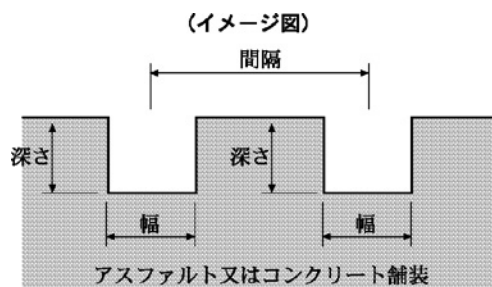 (イメージ図)
間隔
深さ
深さ
幅
幅
アスファルト又はコンクリート舗装